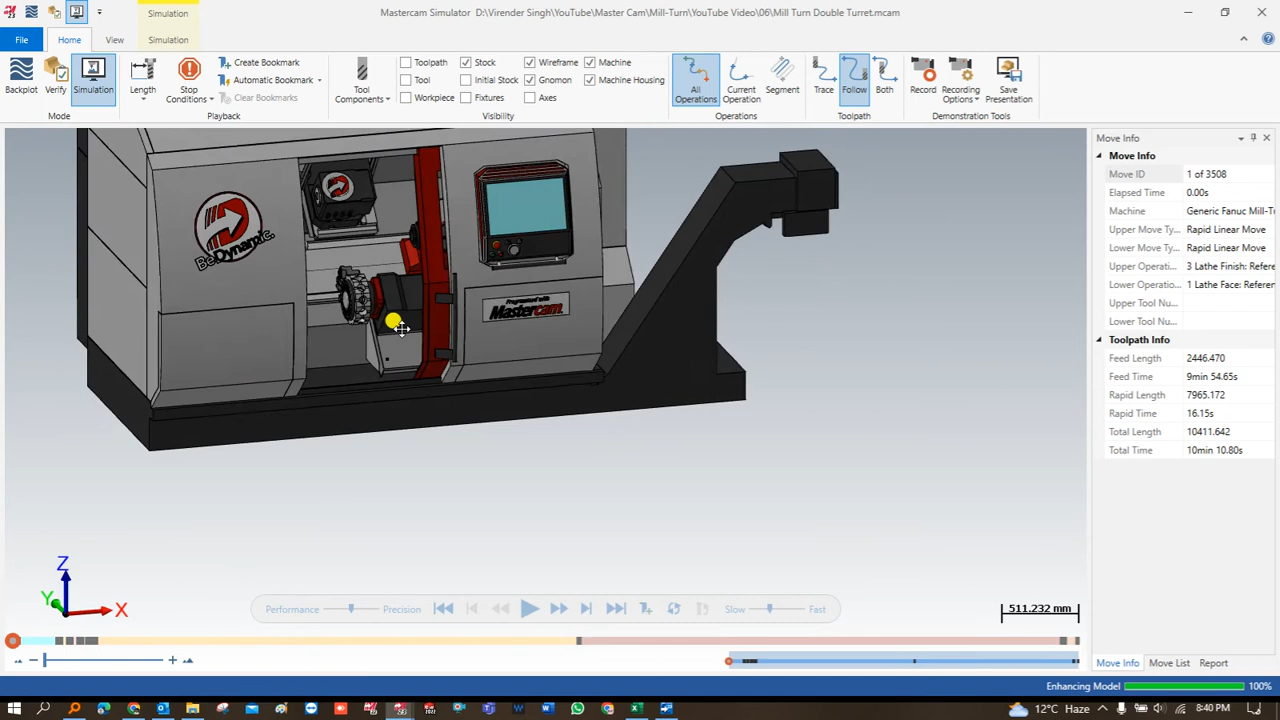 Mastercam Simulator D:\Virender Singh\YouTube\Master Cam\Mill-Turn\YouTube Video\06\Mill Turn Double Turret.mcam
Simulation
File
Home
View
Simulation
Backplot
Verify
Simulation
Mode
Length
Stop Conditions
Create Bookmark
Automatic Bookmark
Clear Bookmarks
Playback
Tool Components
Toolpath
Stock
Wireframe
Machine
Tool
Initial Stock
Gnomon
Machine Housing
Workpiece
Fixtures
Axes
Visibility
All Operations
Current Operation
Segment
Operations
Trace
Follow
Both
Toolpath
Record
Recording Options
Save Presentation
Demonstration Tools
BeDynamic.
Programmed with
Mastercam
Z
Y
X
Performance
Precision
Slow
Fast
511.232 mm
Move Info
Move Info
Move ID 1 of 3508
Elapsed Time 0.00s
Machine Generic Fanuc Mill-T
Upper Move Ty... Rapid Linear Move
Lower Move Ty... Rapid Linear Move
Upper Operati... 3 Lathe Finish: Refere
Lower Operati... 1 Lathe Face: Referer
Upper Tool Nu...
Lower Tool Nu...
Toolpath Info
Feed Length 2446.470
Feed Time 9min 54.65s
Rapid Length 7965.172
Rapid Time 16.15s
Total Length 10411.642
Total Time 10min 10.80s
Move Info
Move List
Report
Enhancing Model 100%
12°C Haze
8:40 PM